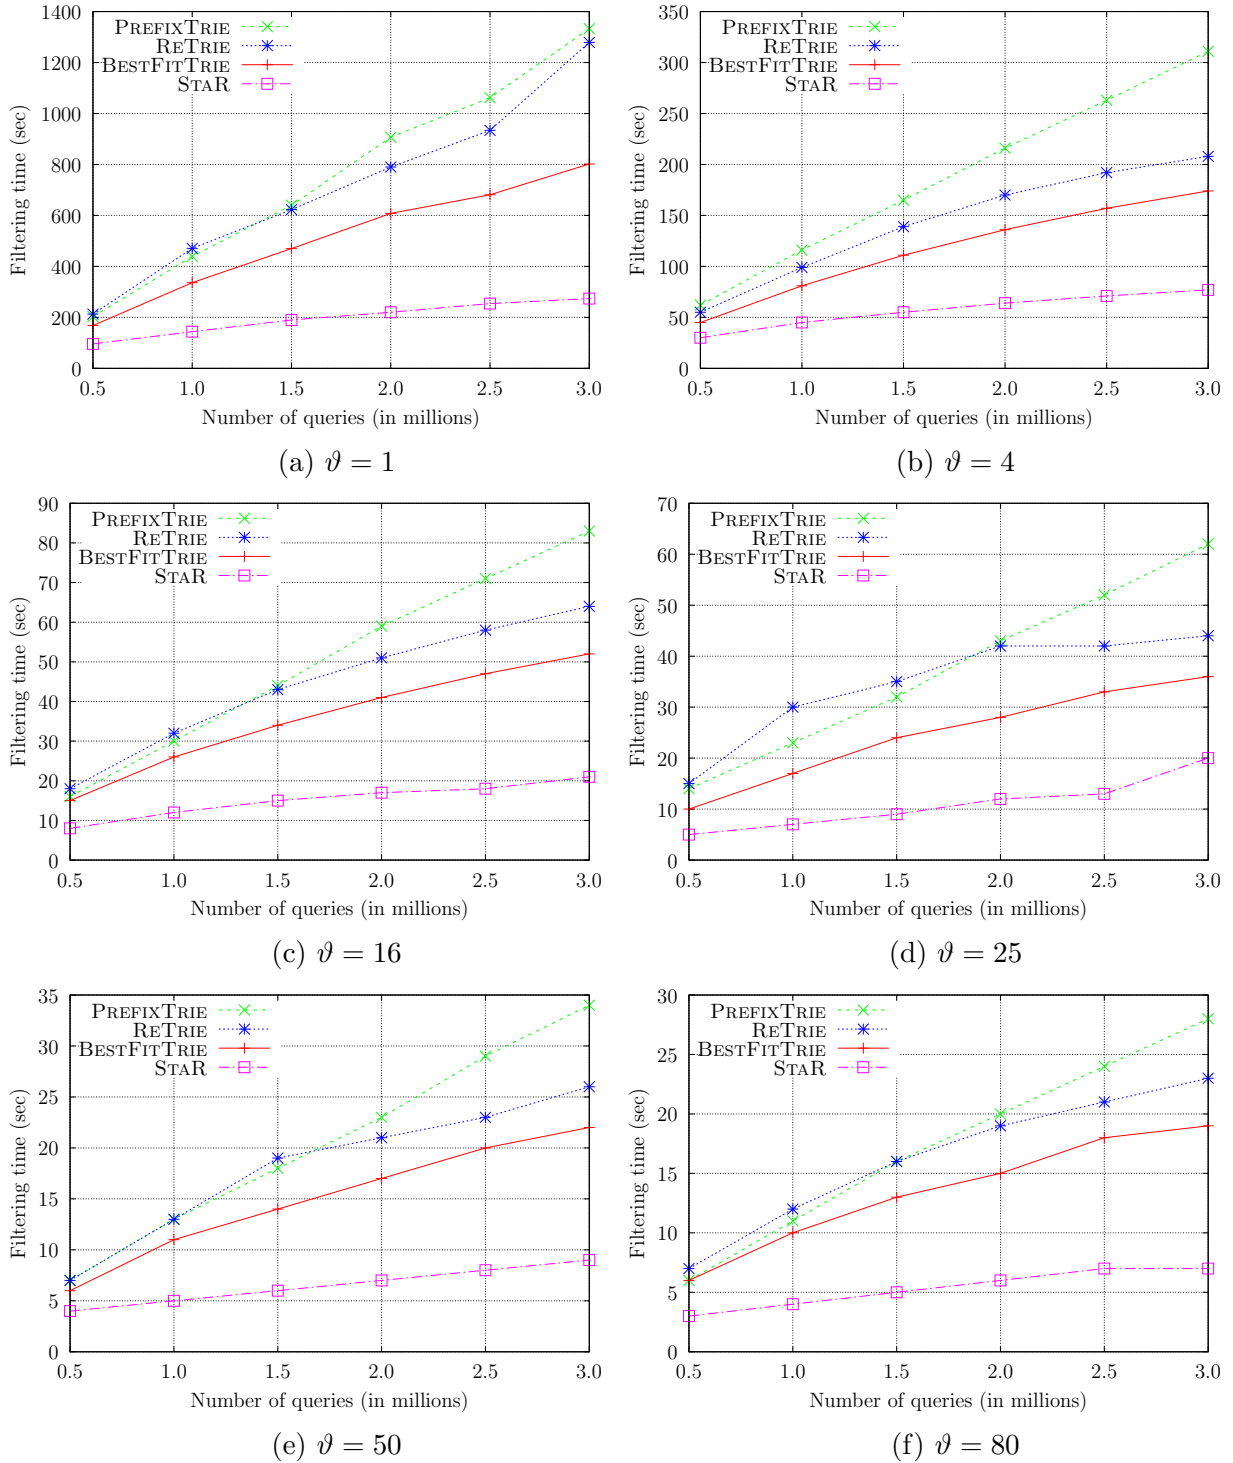 Filtering time (sec)
1400
1200
1000
800
600
400
200
0
PREFIXTRIE
RETRIE
BESTFITTRIE
STAR
0.5 1.0 1.5 2.0 2.5 3.0
Number of queries (in millions)
(a) ϑ = 1
Filtering time (sec)
350
300
250
200
150
100
50
0
PREFIXTRIE
RETRIE
BESTFITTRIE
STAR
0.5 1.0 1.5 2.0 2.5 3.0
Number of queries (in millions)
(b) ϑ = 4
Filtering time (sec)
90
80
70
60
50
40
30
20
10
0
PREFIXTRIE
RETRIE
BESTFITTRIE
STAR
0.5 1.0 1.5 2.0 2.5 3.0
Number of queries (in millions)
(c) ϑ = 16
Filtering time (sec)
70
60
50
40
30
20
10
0
PREFIXTRIE
RETRIE
BESTFITTRIE
STAR
0.5 1.0 1.5 2.0 2.5 3.0
Number of queries (in millions)
(d) ϑ = 25
Filtering time (sec)
35
30
25
20
15
10
5
0
PREFIXTRIE
RETRIE
BESTFITTRIE
STAR
0.5 1.0 1.5 2.0 2.5 3.0
Number of queries (in millions)
(e) ϑ = 50
Filtering time (sec)
30
25
20
15
10
5
0
PREFIXTRIE
RETRIE
BESTFITTRIE
STAR
0.5 1.0 1.5 2.0 2.5 3.0
Number of queries (in millions)
(f) ϑ = 80